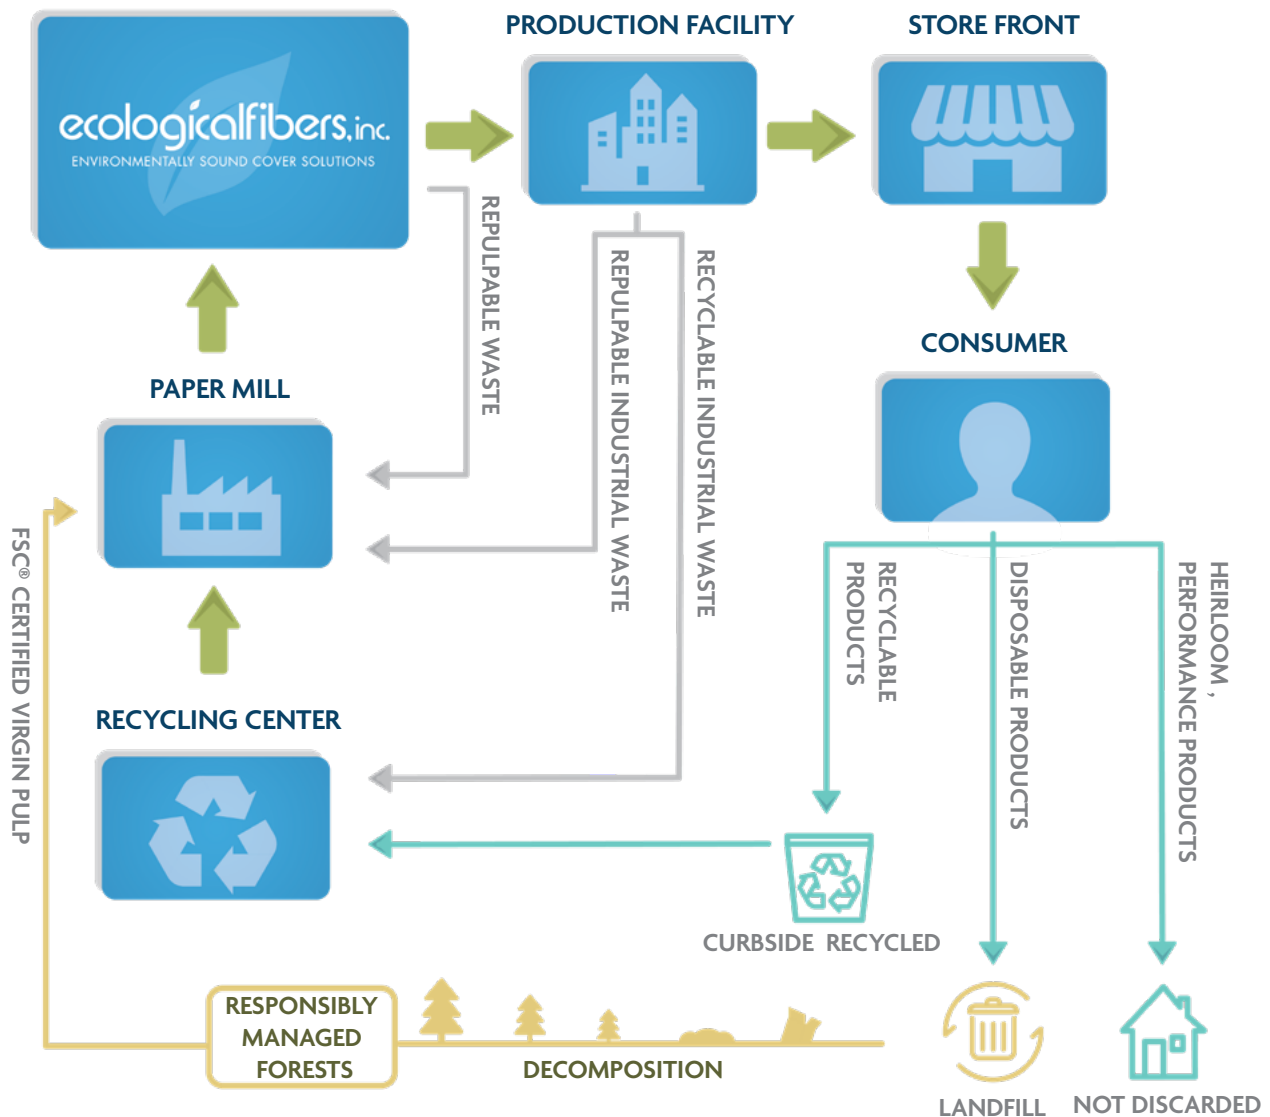 PRODUCTION FACILITY
STORE FRONT
ecologicalfibers, inc.
ENVIRONMENTALLY SOUND COVER SOLUTIONS
REPULPABLE WASTE
REPULPABLE INDUSTRIAL WASTE
RECYCLABLE INDUSTRIAL WASTE
CONSUMER
PAPER MILL
FSC® CERTIFIED VIRGIN PULP
RECYCLABLE
PRODUCTS
DISPOSABLE PRODUCTS
HEIRLOOM ,
PERFORMANCE PRODUCTS
RECYCLING CENTER
CURBSIDE RECYCLED
RESPONSIBLY
MANAGED
FORESTS
DECOMPOSITION
LANDFILL
NOT DISCARDED